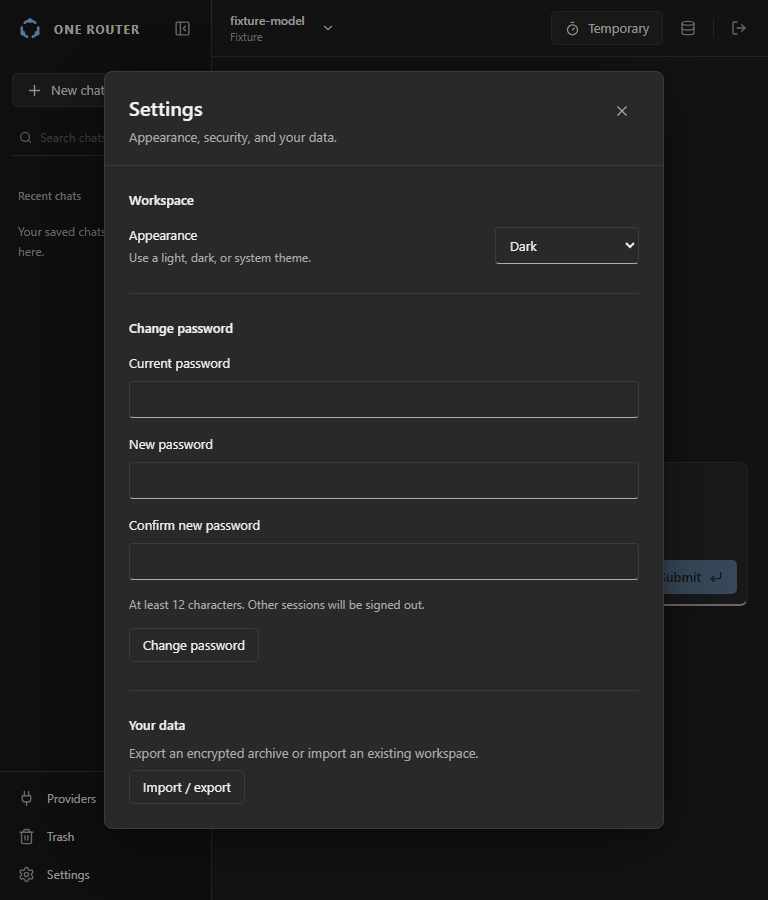 ONE ROUTER
fixture-model
Fixture
Temporary
New chat
Search chats
Recent chats
Your saved chats
here.
Settings
Appearance, security, and your data.
Workspace
Appearance
Use a light, dark, or system theme.
Dark
Change password
Current password
New password
Confirm new password
At least 12 characters. Other sessions will be signed out.
Change password
Your data
Export an encrypted archive or import an existing workspace.
Import / export
Submit
Providers
Trash
Settings